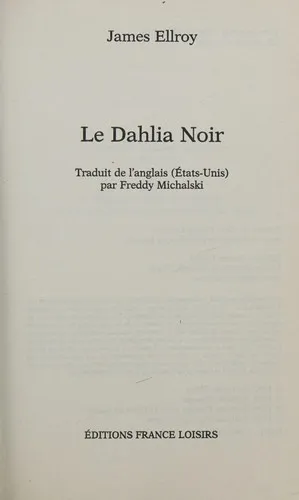 James Ellroy
Le Dahlia Noir
Traduit de l'anglais (États-Unis)
par Freddy Michalski
ÉDITIONS FRANCE LOISIRS